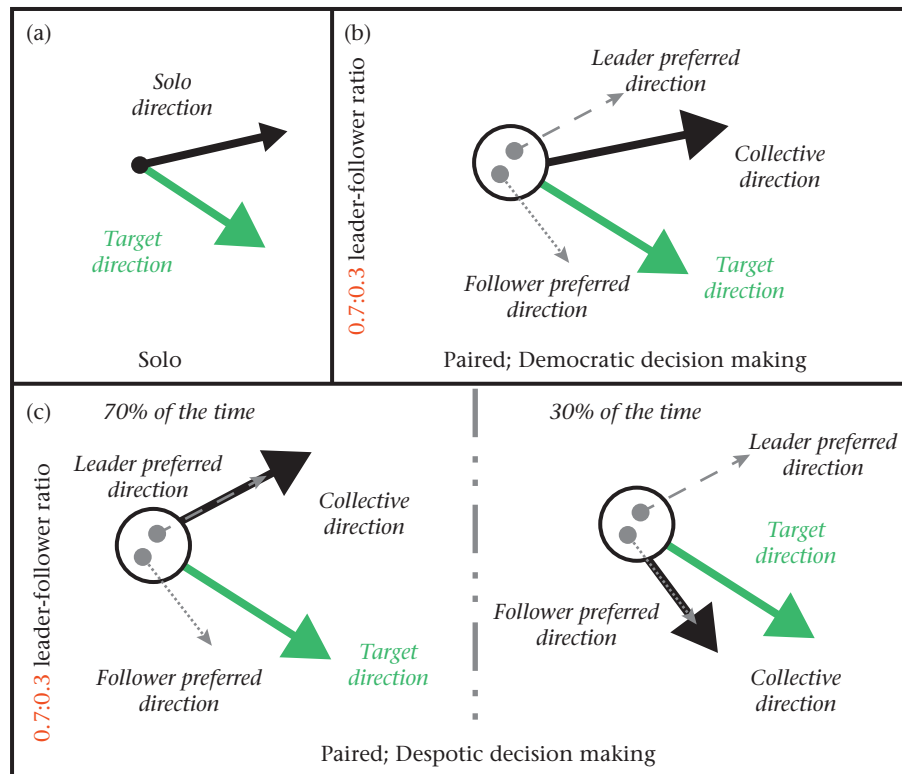 (a)
Solo
direction
Target
direction
Solo
(b)
0.7:0.3 leader-follower ratio
Leader preferred
direction
Collective
direction
Target
direction
Follower preferred
direction
Paired; Democratic decision making
(c)
0.7:0.3 leader-follower ratio
70% of the time
Leader preferred
direction
Collective
direction
Target
direction
Follower preferred
direction
30% of the time
Leader preferred
direction
Target
direction
Follower preferred
direction
Collective
direction
Paired; Despotic decision making